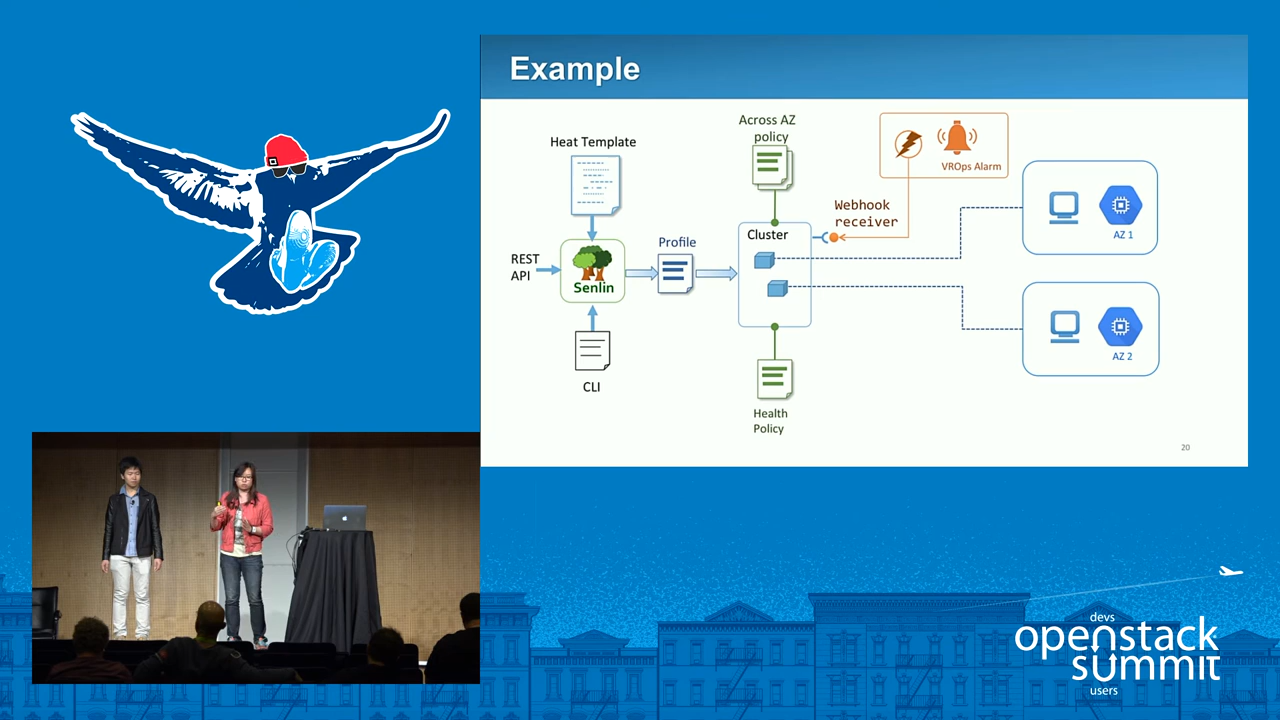 Example
Across AZ
policy
Heat Template
VROps Alarm
Webhook
receiver
AZ 1
REST
API
Senlin
Profile
Cluster
CLI
AZ 2
Health
Policy
20
devs
openstack
summit
users